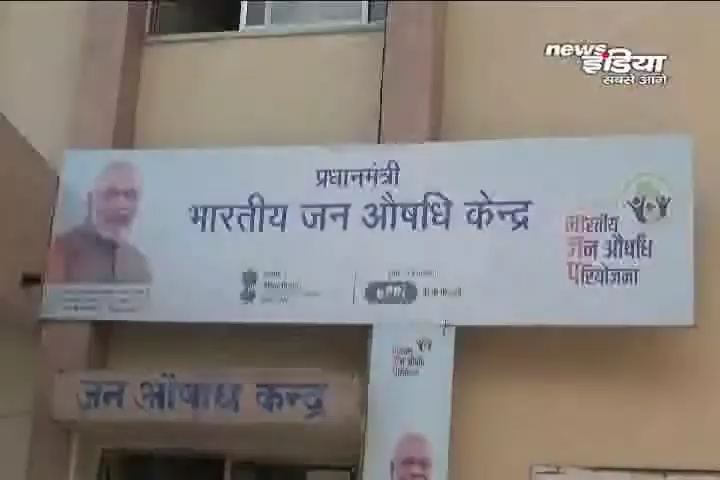 news
इंडिया
सबसे आगे
प्रधानमंत्री
भारतीय जन औषधि केन्द्र
भारतीय
जन औषधि
परियोजना
जन औषधि केन्द्र